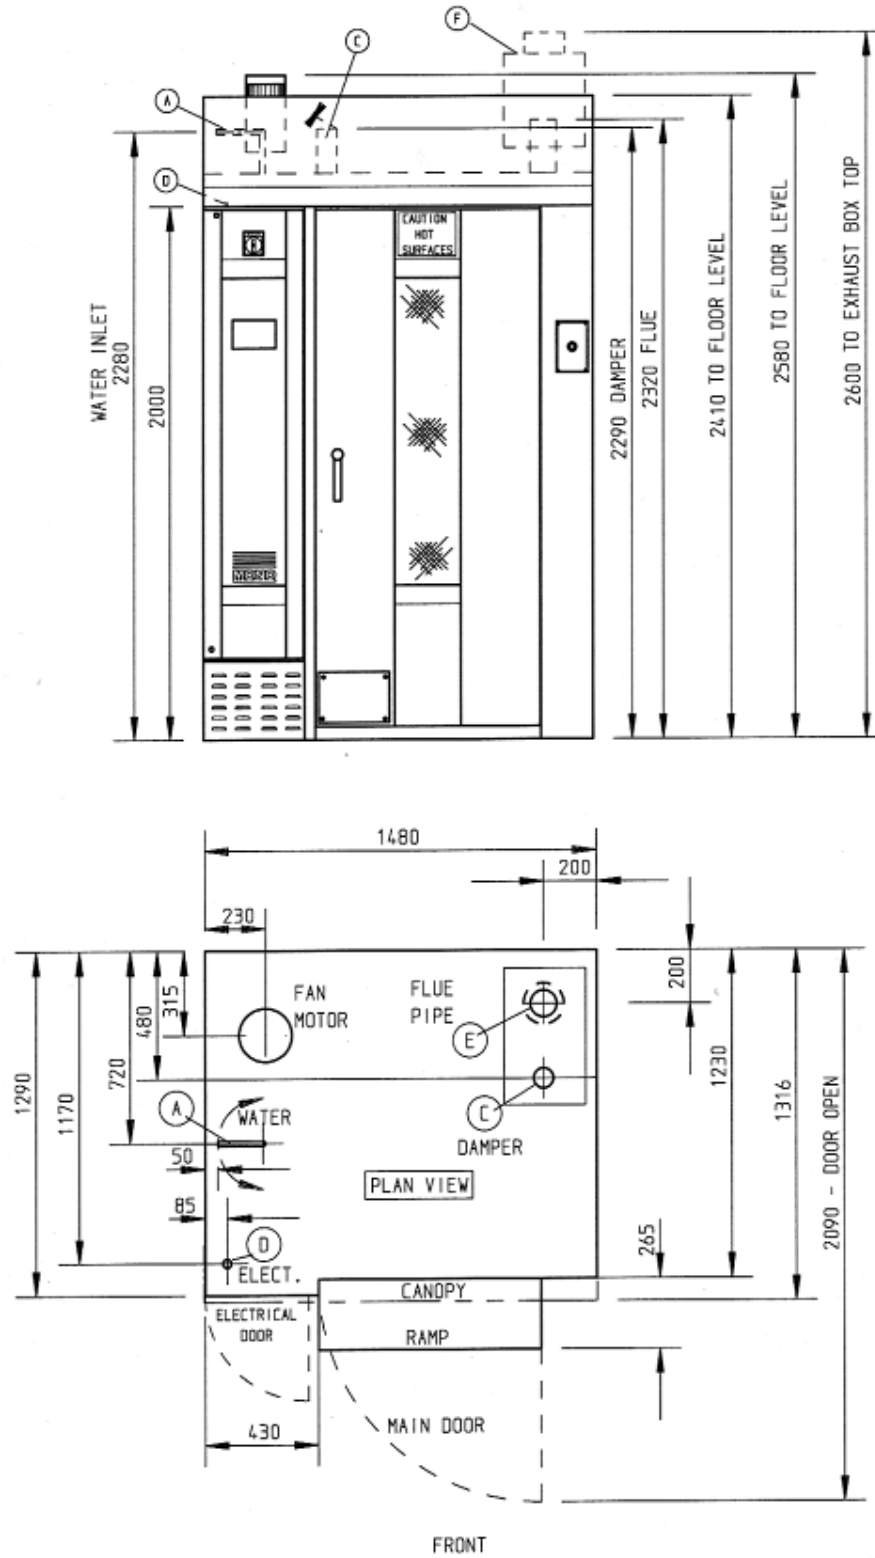 F
C
A
D
CAUTION
HOT
SURFACES
WATER INLET
2280
2000
2290 DAMPER
2320 FLUE
2410 TO FLOOR LEVEL
2580 TO FLOOR LEVEL
2600 TO EXHAUST BOX TOP
1480
200
230
FAN
MOTOR
FLUE
PIPE
E
200
315
480
720
1170
1290
A
WATER
C
DAMPER
50
PLAN VIEW
85
D
ELECT.
1230
1316
2090 - DOOR OPEN
265
CANOPY
ELECTRICAL
DOOR
RAMP
430
MAIN DOOR
FRONT